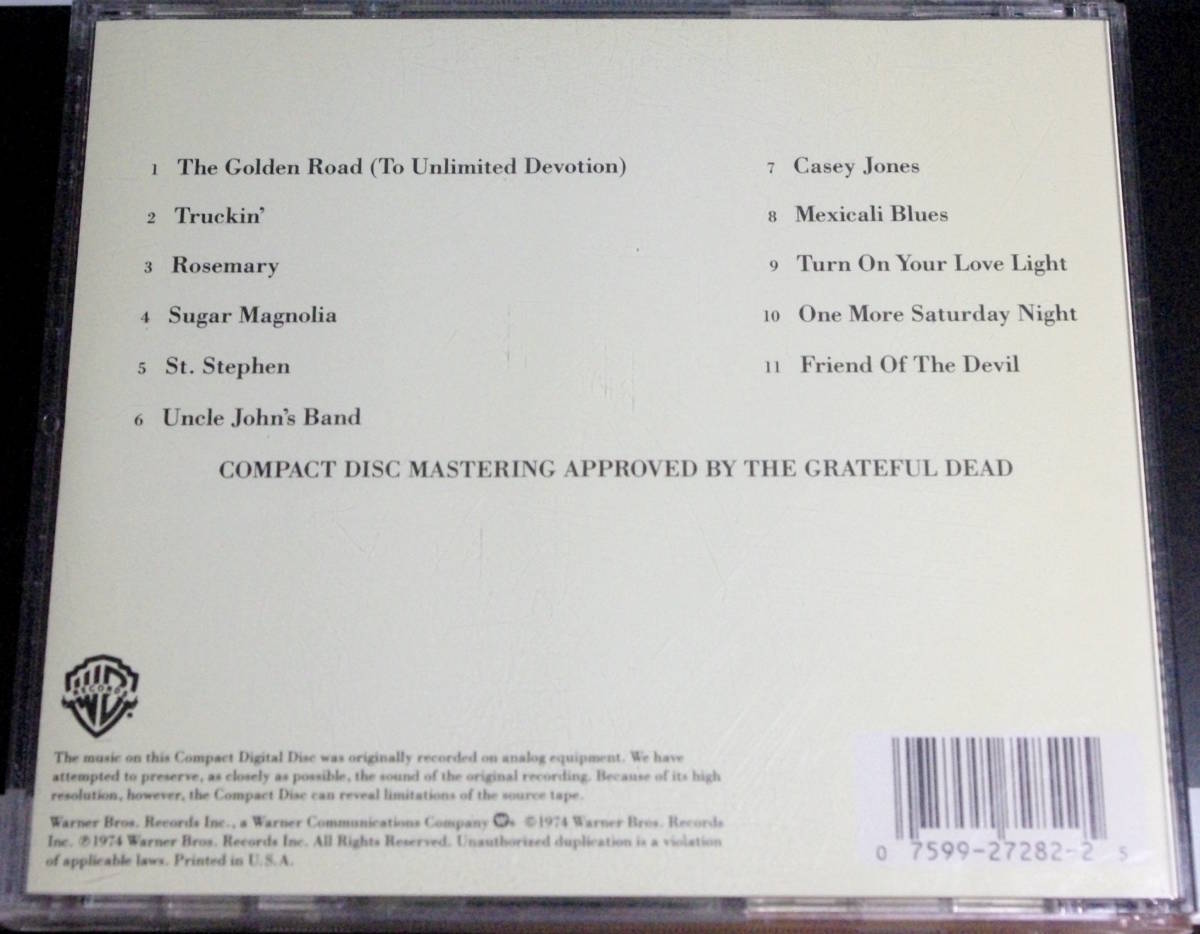 1 The Golden Road (To Unlimited Devotion)
2 Truckin'
3 Rosemary
4 Sugar Magnolia
5 St. Stephen
6 Uncle John's Band
7 Casey Jones
8 Mexicali Blues
9 Turn On Your Love Light
10 One More Saturday Night
11 Friend Of The Devil
COMPACT DISC MASTERING APPROVED BY THE GRATEFUL DEAD
RECORDS
The music on this Compact Digital Disc was originally recorded on analog equipment. We have
attempted to preserve, as closely as possible, the sound of the original recording. Because of its high
resolution, however, the Compact Disc can reveal limitations of the source tape.
Warner Bros. Records Inc., a Warner Communications Company ©1974 Warner Bros. Records
Inc. ℗1974 Warner Bros. Records Inc. All Rights Reserved. Unauthorized duplication is a violation
of applicable laws. Printed in U.S.A.
0 7599-27282-2 5